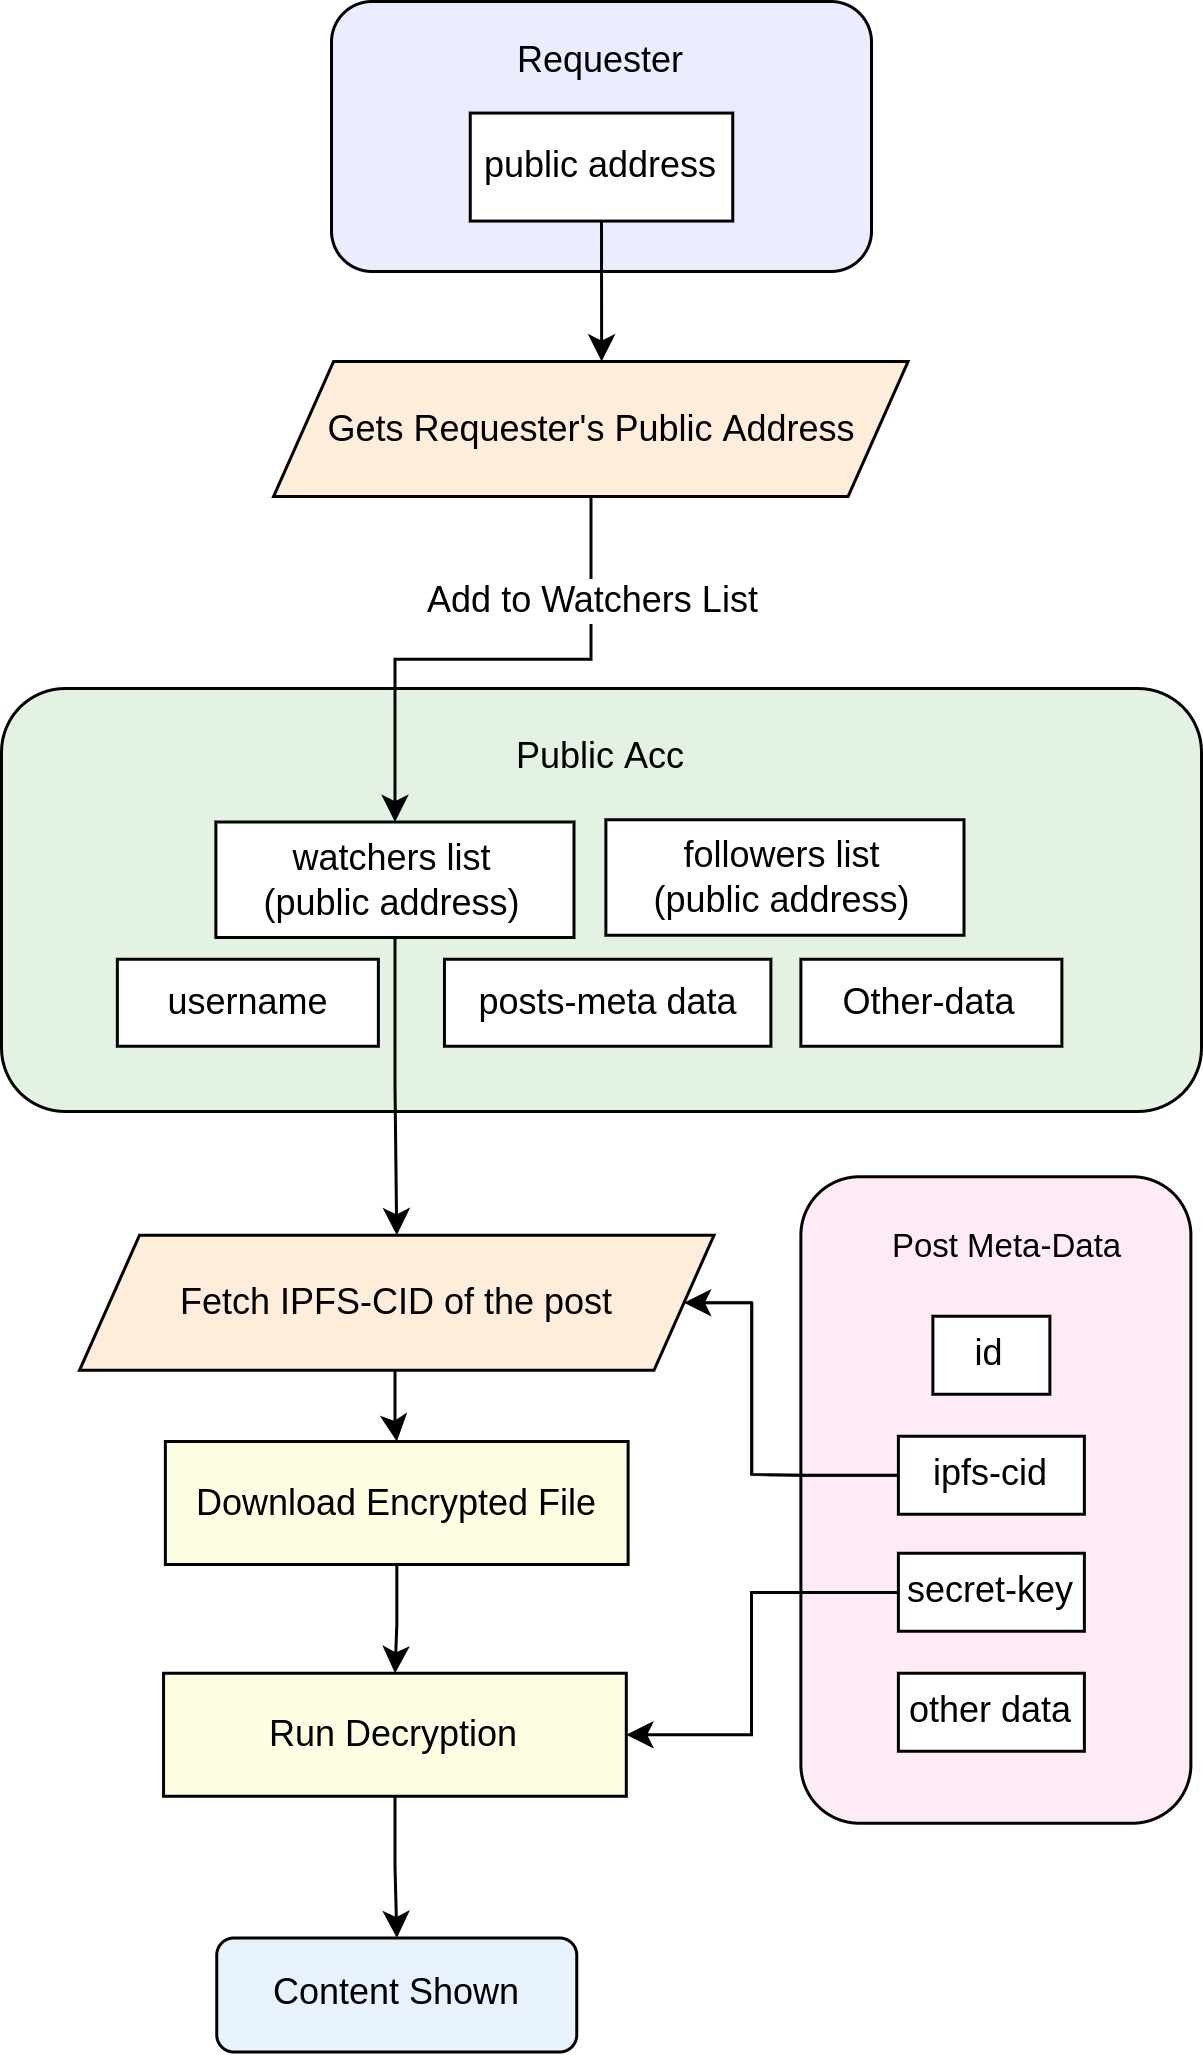 Requester
public address
Gets Requester's Public Address
Add to Watchers List
Public Acc
watchers list
(public address)
followers list
(public address)
username
posts-meta data
Other-data
Fetch IPFS-CID of the post
Download Encrypted File
Run Decryption
Content Shown
Post Meta-Data
id
ipfs-cid
secret-key
other data